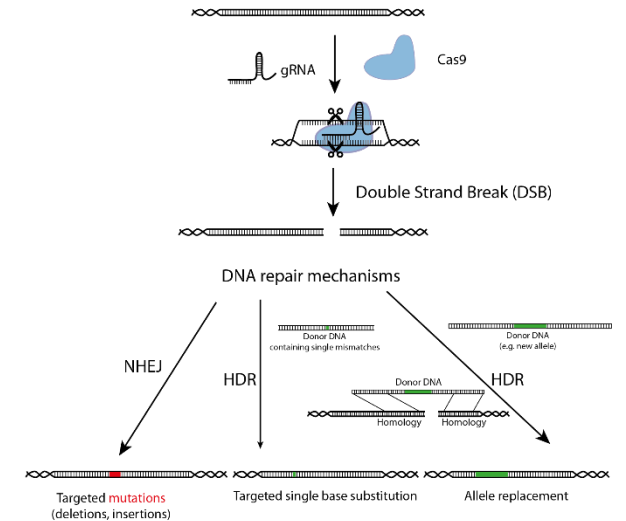 gRNA
Cas9
Double Strand Break (DSB)
DNA repair mechanisms
NHEJ
HDR
Donor DNA
containing single mismatches
Donor DNA
(e.g. new allele)
HDR
Donor DNA
Homology
Homology
Targeted mutations
(deletions, insertions)
Targeted single base substitution
Allele replacement